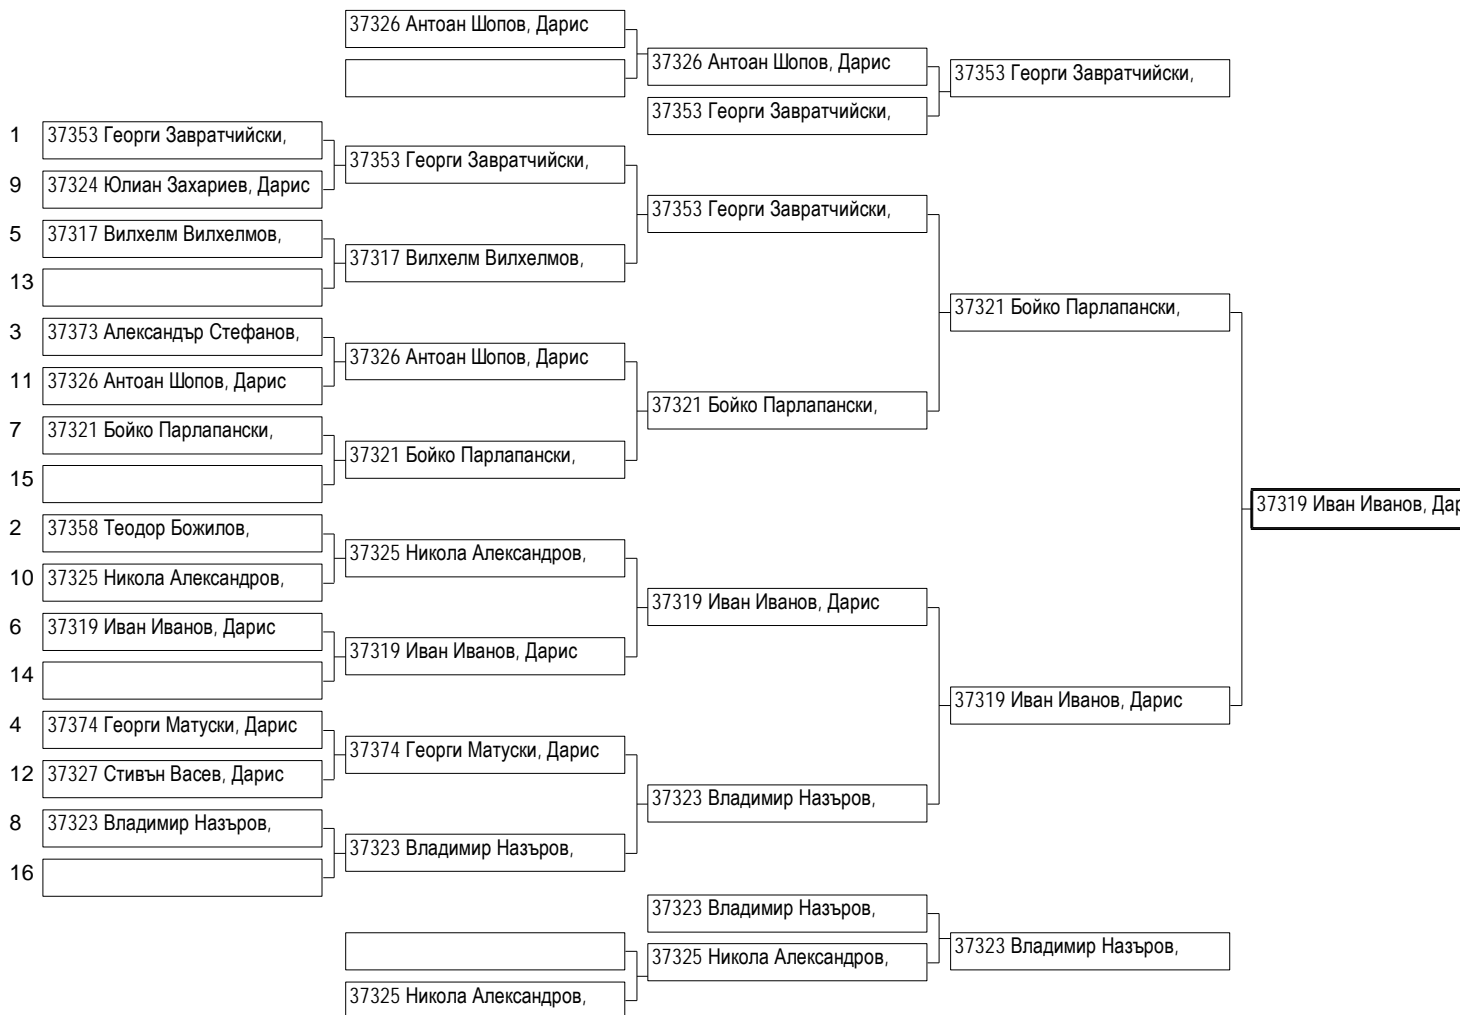 37326 Антоан Шопов, Дарис
37326 Антоан Шопов, Дарис
37353 Георги Завратчийски,
37353 Георги Завратчийски,
1 37353 Георги Завратчийски,
37353 Георги Завратчийски,
9 37324 Юлиан Захариев, Дарис
37353 Георги Завратчийски,
5 37317 Вилхелм Вилхелмов,
37317 Вилхелм Вилхелмов,
13
37321 Бойко Парлапански,
3 37373 Александър Стефанов,
37326 Антоан Шопов, Дарис
11 37326 Антоан Шопов, Дарис
37321 Бойко Парлапански,
7 37321 Бойко Парлапански,
37321 Бойко Парлапански,
15
37319 Иван Иванов, Дар
2 37358 Теодор Божилов,
37325 Никола Александров,
10 37325 Никола Александров,
37319 Иван Иванов, Дарис
6 37319 Иван Иванов, Дарис
37319 Иван Иванов, Дарис
14
37319 Иван Иванов, Дарис
4 37374 Георги Матуски, Дарис
37374 Георги Матуски, Дарис
12 37327 Стивън Васев, Дарис
37323 Владимир Назъров,
8 37323 Владимир Назъров,
37323 Владимир Назъров,
16
37323 Владимир Назъров,
37323 Владимир Назъров,
37325 Никола Александров,
37325 Никола Александров,